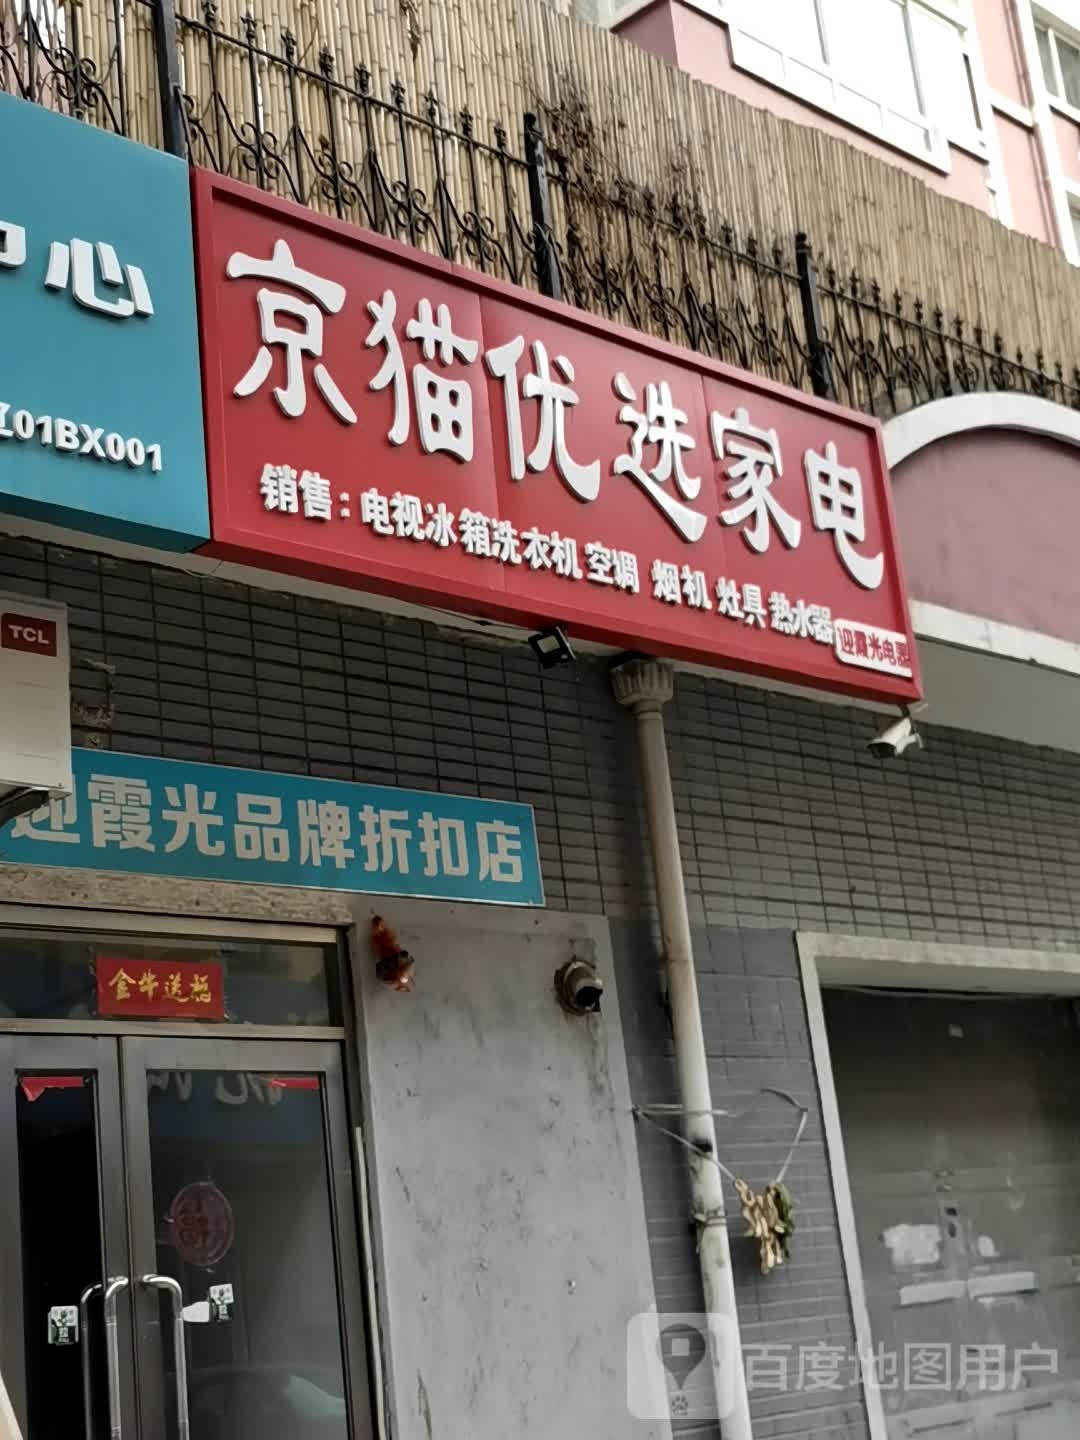 心
01BX001
京猫优选家电
销售：电视冰箱洗衣机 空调 烟机 灶具 热水器
迎霞光电器
TCL
迎霞光品牌折扣店
金牛送福
百度地图用户